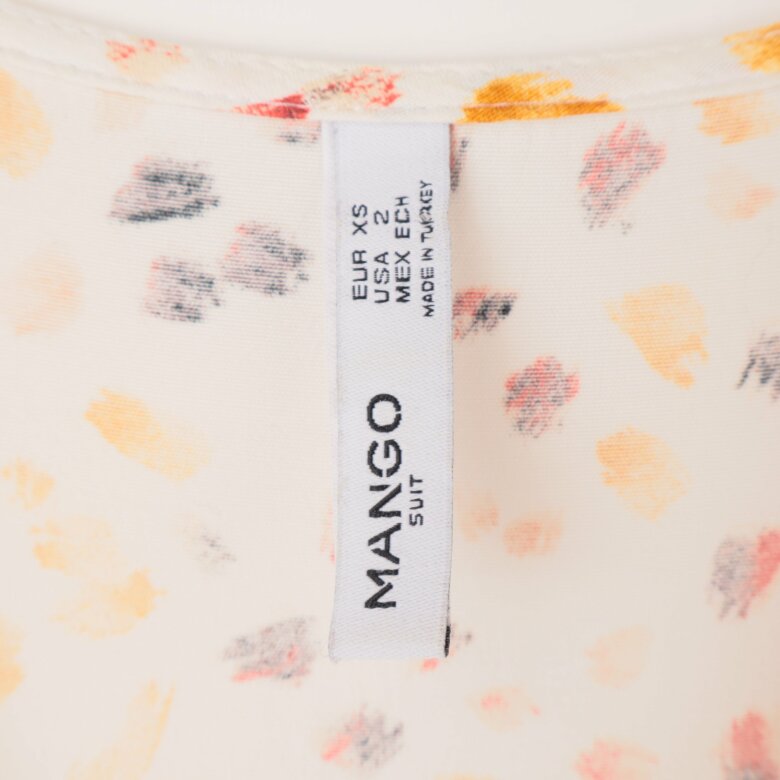 MANGO
SUIT
EUR XS
USA 2
MEX ECH
MADE IN TURKEY